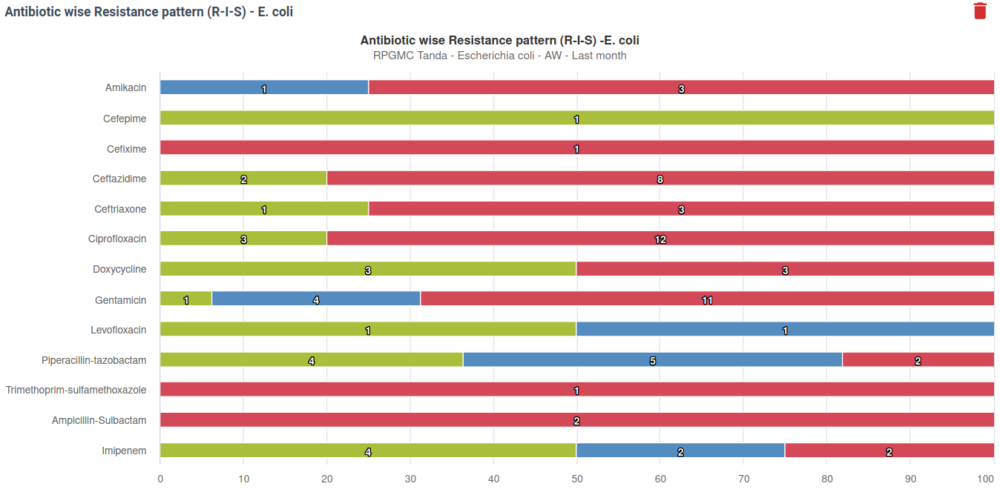 Antibiotic wise Resistance pattern (R-I-S) - E. coli
Antibiotic wise Resistance pattern (R-I-S) -E. coli
RPGMC Tanda - Escherichia coli - AW - Last month
Amikacin 1 3
Cefepime 1
Cefixime 1
Ceftazidime 2 8
Ceftriaxone 1 3
Ciprofloxacin 3 12
Doxycycline 3 3
Gentamicin 1 4 11
Levofloxacin 1 1
Piperacillin-tazobactam 4 5 2
Trimethoprim-sulfamethoxazole 1
Ampicillin-Sulbactam 2
Imipenem 4 2 2
0 10 20 30 40 50 60 70 80 90 100